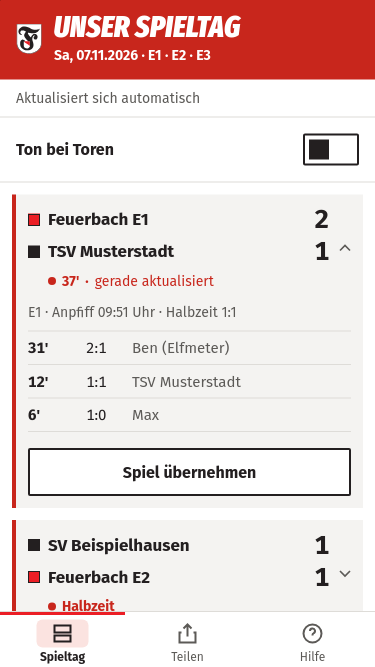 UNSER SPIELTAG
Sa, 07.11.2026 · E1 · E2 · E3
Aktualisiert sich automatisch
Ton bei Toren
Feuerbach E1 2
TSV Musterstadt 1
37' · gerade aktualisiert
E1 · Anpfiff 09:51 Uhr · Halbzeit 1:1
31' 2:1 Ben (Elfmeter)
12' 1:1 TSV Musterstadt
6' 1:0 Max
Spiel übernehmen
SV Beispielhausen 1
Feuerbach E2 1
Halbzeit
Spieltag Teilen Hilfe